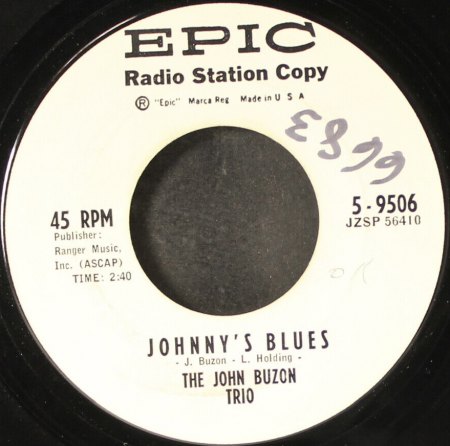 EPIC
Radio Station Copy
® "Epic" Marca Reg Made in U S A
45 RPM
Publisher:
Ranger Music,
Inc. (ASCAP)
TIME: 2:40
5-9506
JZSP 56410
OK
JOHNNY'S BLUES
- J. Buzon - L. Holding -
THE JOHN BUZON
TRIO